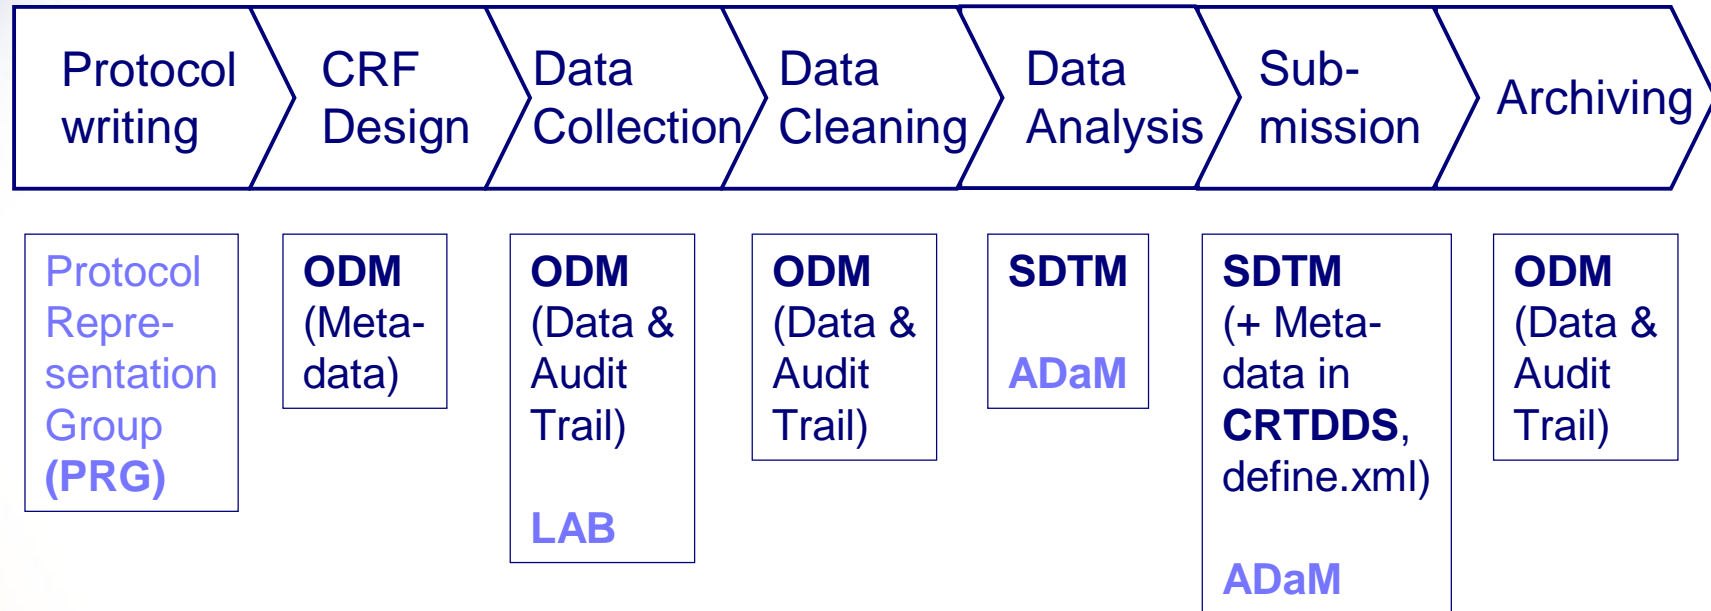 Protocol
writing
CRF
Design
Data
Collection
Data
Cleaning
Data
Analysis
Sub-
mission
Archiving
Protocol
Repre-
sentation
Group
(PRG)
ODM
(Meta-
data)
ODM
(Data &
Audit
Trail)
LAB
ODM
(Data &
Audit
Trail)
SDTM
ADaM
SDTM
(+ Meta-
data in
CRTDDS,
define.xml)
ADaM
ODM
(Data &
Audit
Trail)